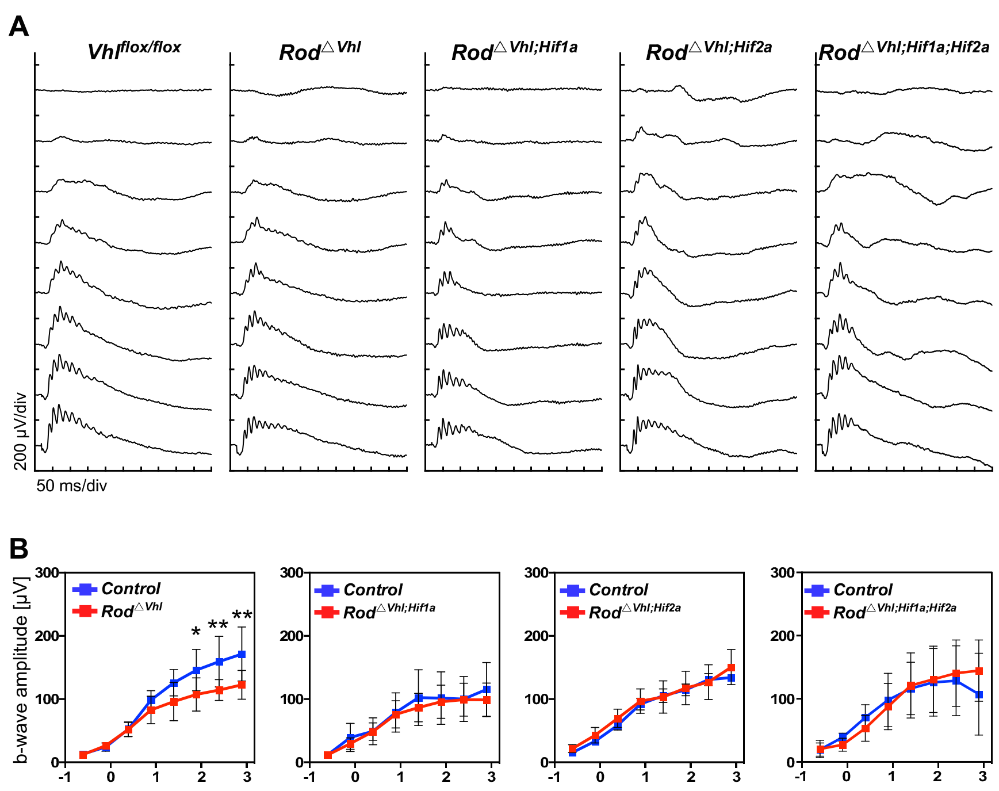 A
Vhl^flox/flox Rod^△Vhl Rod^△Vhl;Hif1a Rod^△Vhl;Hif2a Rod^△Vhl;Hif1a;Hif2a
200 µV/div
50 ms/div
B
b-wave amplitude [µV]
300 300 300 300
Control Control Control Control
Rod^△Vhl Rod^△Vhl;Hif1a Rod^△Vhl;Hif2a Rod^△Vhl;Hif1a;Hif2a
* ** **
200 200 200 200
100 100 100 100
0 0 0 0
-1 0 1 2 3 -1 0 1 2 3 -1 0 1 2 3 -1 0 1 2 3